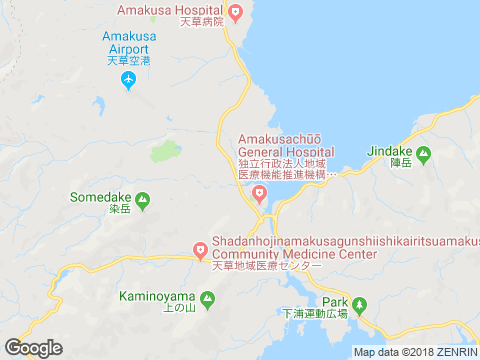 Amakusa Hospital
天草病院
Amakusa
Airport
天草空港
Amakusachūō
General Hospital
独立行政法人地域
医療機能推進機構…
Jindake
陣岳
Somedake
染岳
Shadanhojinamakusagunshiishikairitsuamakus
Community Medicine Center
天草地域医療センター
Kaminoyama
上の山
Park
下浦運動広場
Google
Map data ©2018 ZENRIN